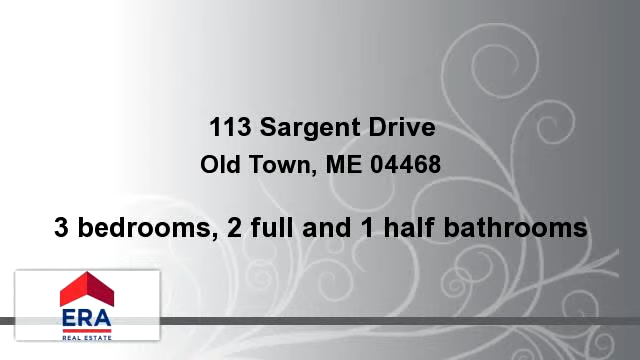 113 Sargent Drive
Old Town, ME 04468
3 bedrooms, 2 full and 1 half bathrooms
ERA
REAL ESTATE